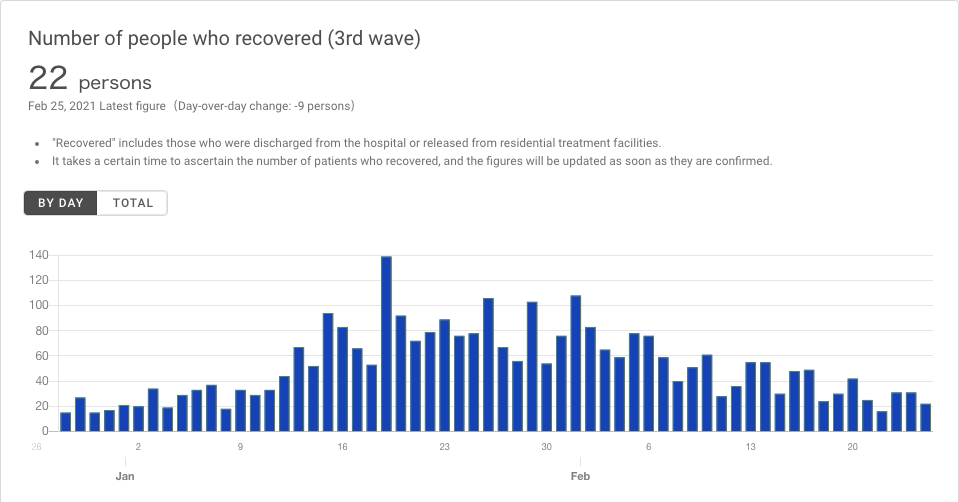 Number of people who recovered (3rd wave)
22 persons
Feb 25, 2021 Latest figure（Day-over-day change: -9 persons）
• "Recovered" includes those who were discharged from the hospital or released from residential treatment facilities.
• It takes a certain time to ascertain the number of patients who recovered, and the figures will be updated as soon as they are confirmed.
BY DAY TOTAL
140
120
100
80
60
40
20
0
26 2 9 16 23 30 6 13 20
Jan Feb